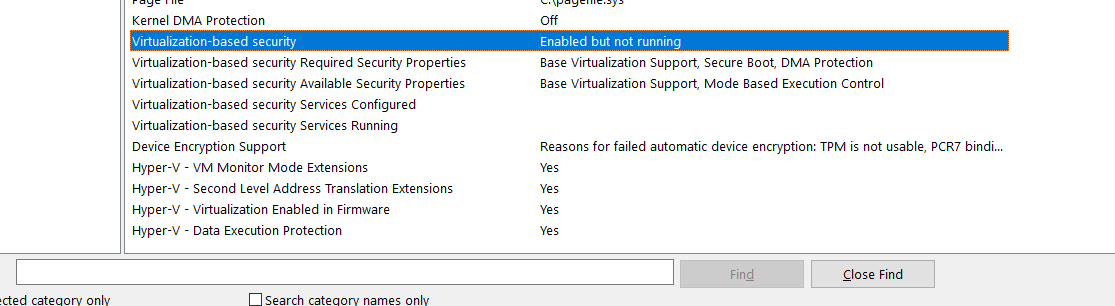 Page File C:\pagefile.sys
Kernel DMA Protection Off
Virtualization-based security Enabled but not running
Virtualization-based security Required Security Properties Base Virtualization Support, Secure Boot, DMA Protection
Virtualization-based security Available Security Properties Base Virtualization Support, Mode Based Execution Control
Virtualization-based security Services Configured
Virtualization-based security Services Running
Device Encryption Support Reasons for failed automatic device encryption: TPM is not usable, PCR7 bindi...
Hyper-V - VM Monitor Mode Extensions Yes
Hyper-V - Second Level Address Translation Extensions Yes
Hyper-V - Virtualization Enabled in Firmware Yes
Hyper-V - Data Execution Protection Yes
Find Close Find
ected category only Search category names only